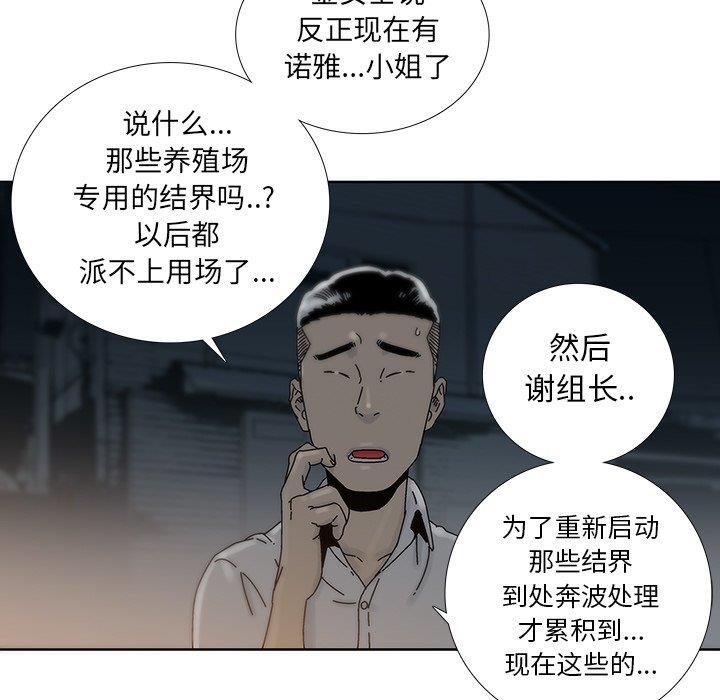 反正现在有
诺雅...小姐了
说什么...
那些养殖场
专用的结界吗..?
以后都
派不上用场了...
然后
谢组长..
为了重新启动
那些结界
到处奔波处理
才累积到...
现在这些的...